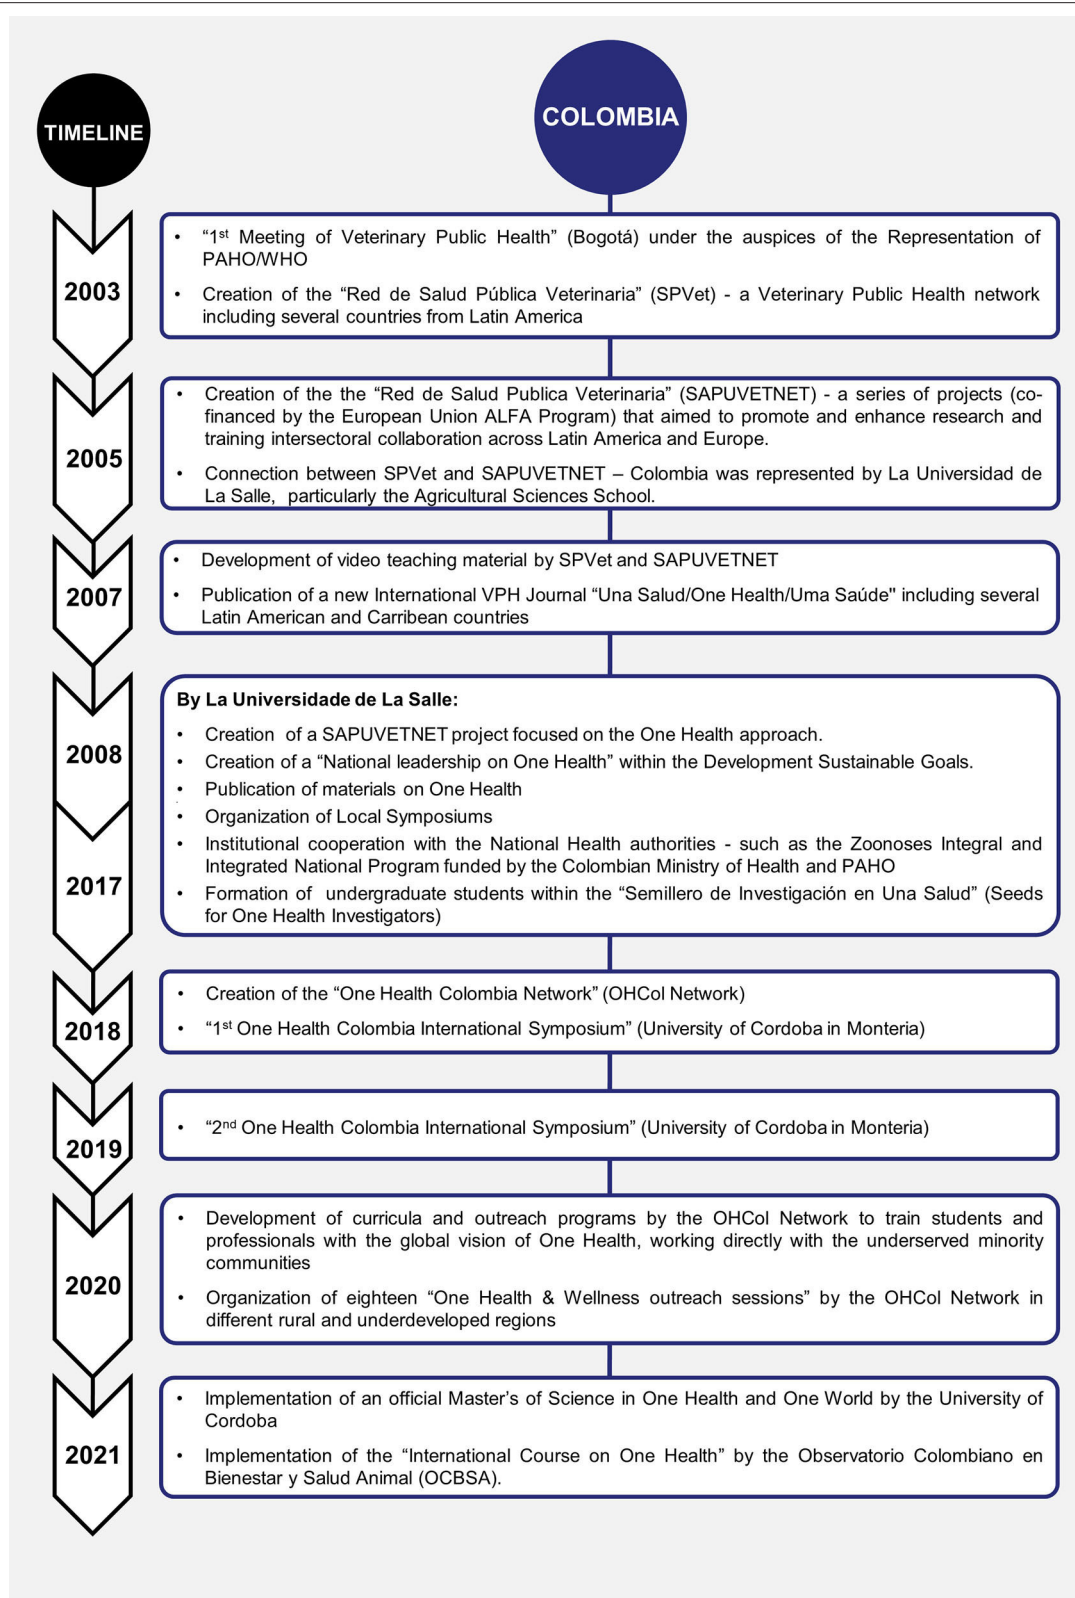 TIMELINE
COLOMBIA
2003
• “1st Meeting of Veterinary Public Health” (Bogotá) under the auspices of the Representation of
PAHO/WHO
• Creation of the “Red de Salud Pública Veterinaria” (SPVet) - a Veterinary Public Health network
including several countries from Latin America
2005
• Creation of the the “Red de Salud Publica Veterinaria” (SAPUVETNET) - a series of projects (co-
financed by the European Union ALFA Program) that aimed to promote and enhance research and
training intersectoral collaboration across Latin America and Europe.
• Connection between SPVet and SAPUVETNET – Colombia was represented by La Universidad de
La Salle, particularly the Agricultural Sciences School.
2007
• Development of video teaching material by SPVet and SAPUVETNET
• Publication of a new International VPH Journal “Una Salud/One Health/Uma Saúde" including several
Latin American and Carribean countries
2008
2017
By La Universidade de La Salle:
• Creation of a SAPUVETNET project focused on the One Health approach.
• Creation of a “National leadership on One Health” within the Development Sustainable Goals.
• Publication of materials on One Health
• Organization of Local Symposiums
• Institutional cooperation with the National Health authorities - such as the Zoonoses Integral and
Integrated National Program funded by the Colombian Ministry of Health and PAHO
• Formation of undergraduate students within the “Semillero de Investigación en Una Salud” (Seeds
for One Health Investigators)
2018
• Creation of the “One Health Colombia Network” (OHCol Network)
• “1st One Health Colombia International Symposium” (University of Cordoba in Monteria)
2019
• “2nd One Health Colombia International Symposium” (University of Cordoba in Monteria)
2020
• Development of curricula and outreach programs by the OHCol Network to train students and
professionals with the global vision of One Health, working directly with the underserved minority
communities
• Organization of eighteen “One Health & Wellness outreach sessions” by the OHCol Network in
different rural and underdeveloped regions
2021
• Implementation of an official Master’s of Science in One Health and One World by the University of
Cordoba
• Implementation of the “International Course on One Health” by the Observatorio Colombiano en
Bienestar y Salud Animal (OCBSA).